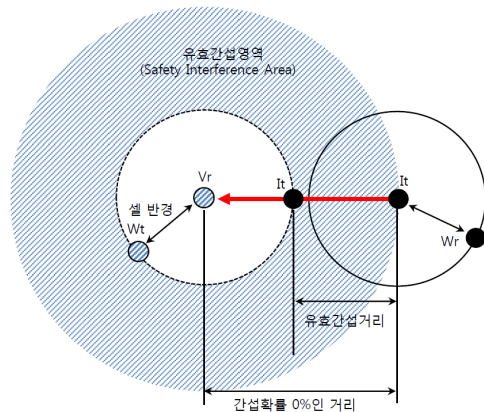 유효간섭영역
(Safety Interference Area)
Vr
It
It
셀 반경
Wt
Wr
유효간섭거리
간섭확률 0%인 거리